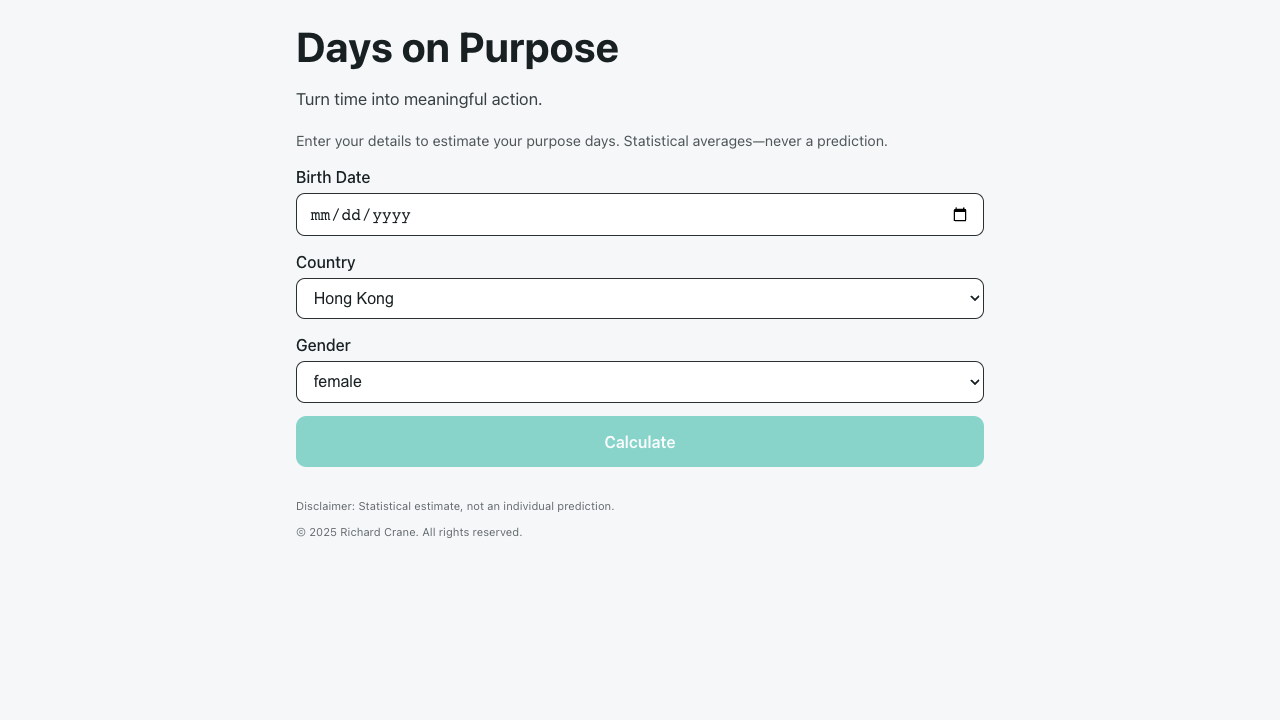 Days on Purpose
Turn time into meaningful action.
Enter your details to estimate your purpose days. Statistical averages—never a prediction.
Birth Date
mm/dd/yyyy
Country
Hong Kong
Gender
female
Calculate
Disclaimer: Statistical estimate, not an individual prediction.
© 2025 Richard Crane. All rights reserved.